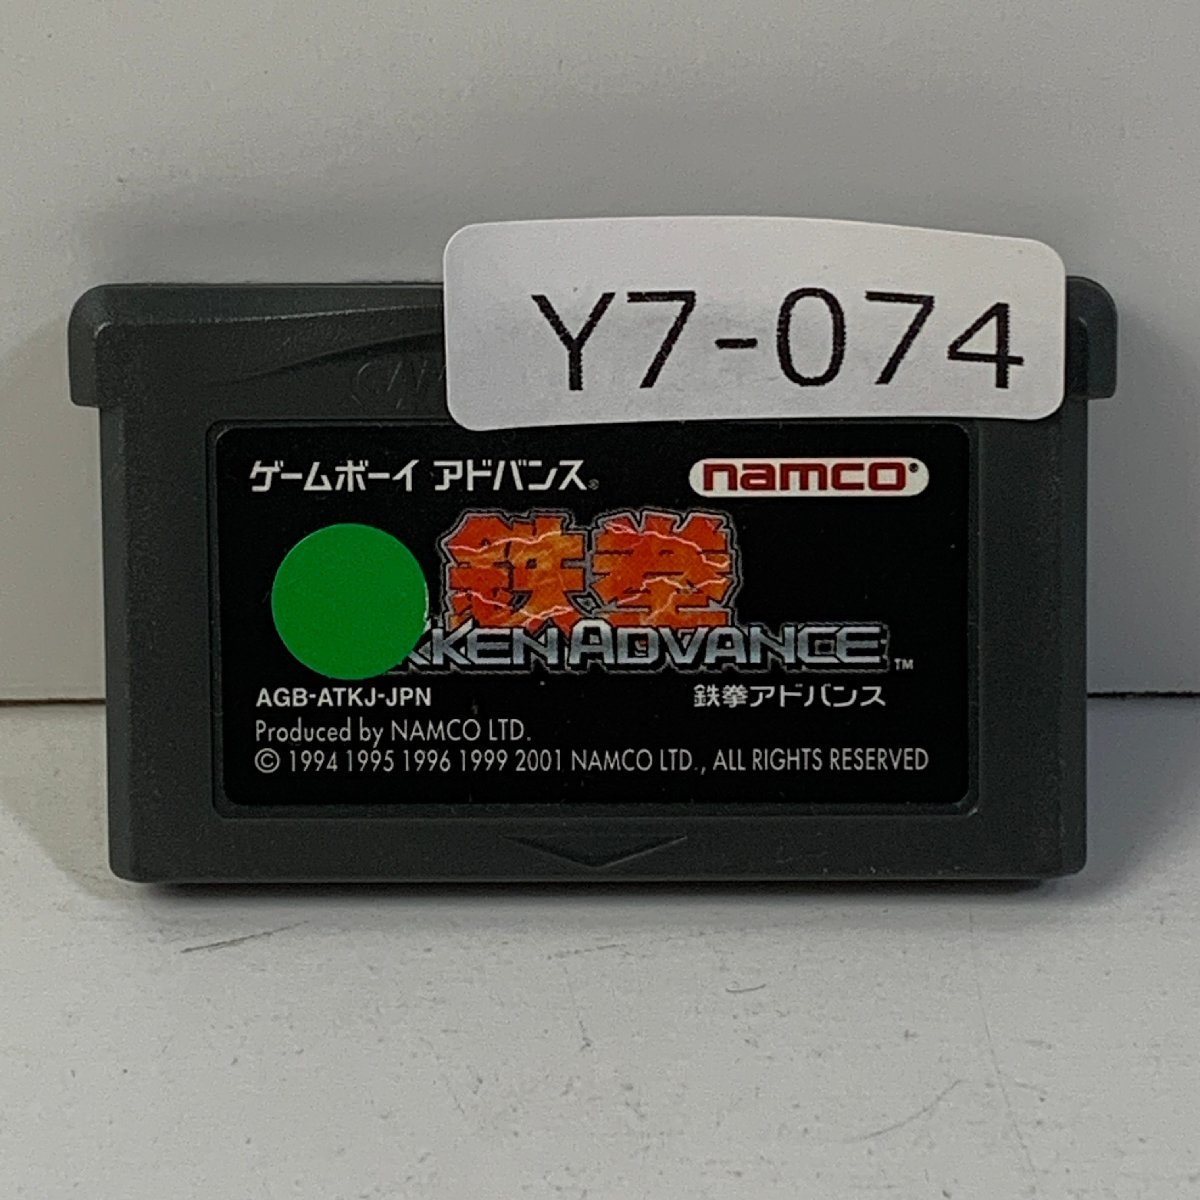 Y7-074
ゲームボーイ アドバンス®
namco®
鉄拳
KKEN ADVANCE™
AGB-ATKJ-JPN
鉄拳アドバンス
Produced by NAMCO LTD.
© 1994 1995 1996 1999 2001 NAMCO LTD., ALL RIGHTS RESERVED